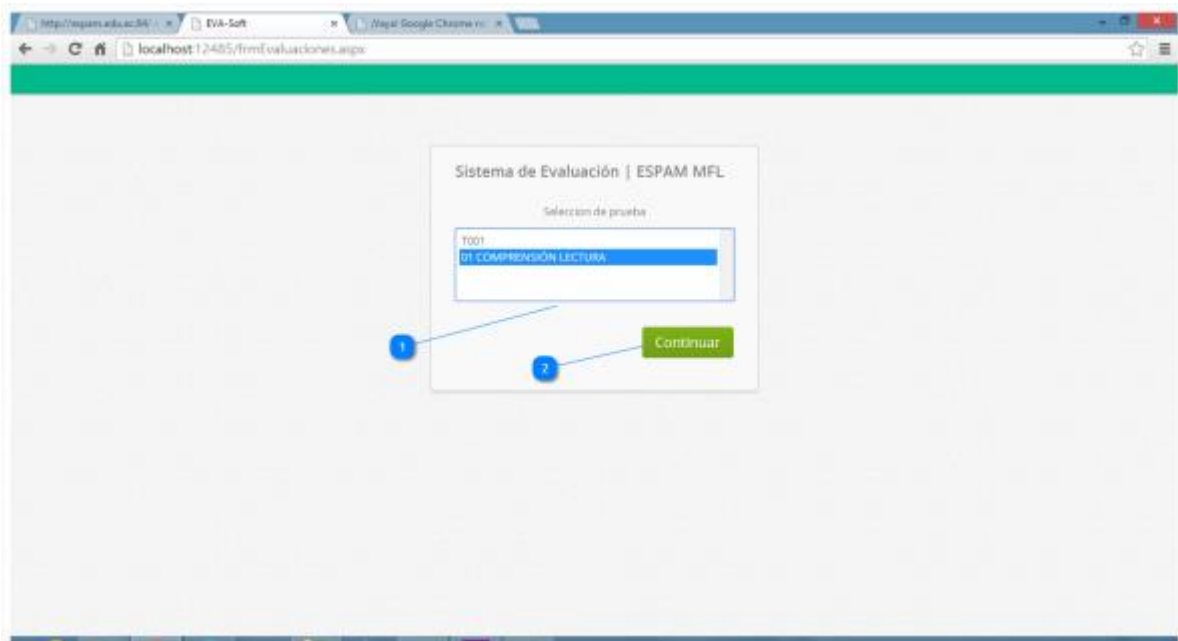 EVA-Soft
localhost:12485/frmEvaluaciones.aspx
Sistema de Evaluación | ESPAM MFL
Seleccion de prueba
T001
01 COMPRENSIÓN LECTURA
1
Continuar
2